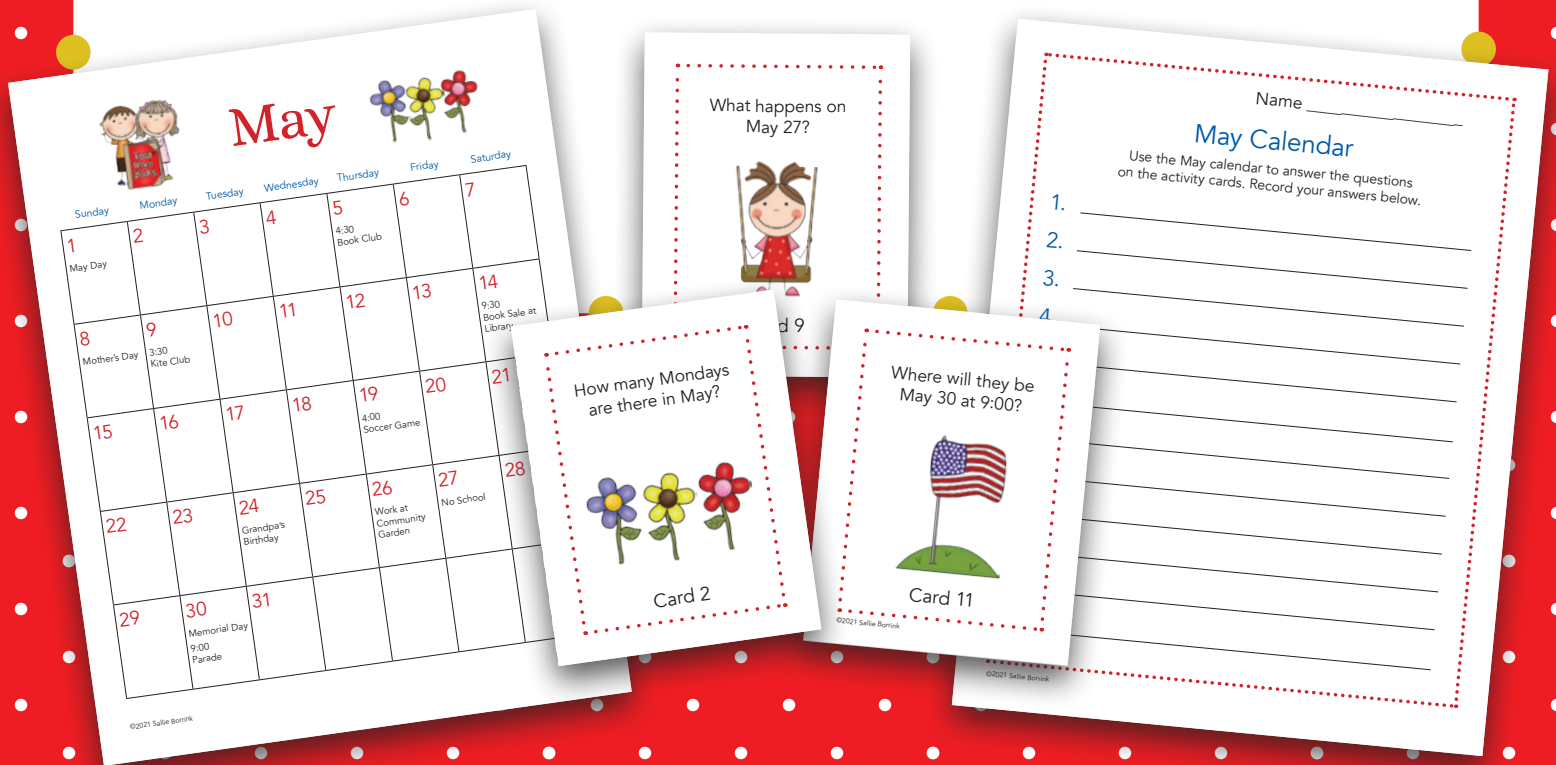 May
Sunday
Monday
Tuesday
Wednesday
Thursday
Friday
Saturday
1
May Day
2
3
4
5
4:30
Book Club
6
7
8
Mother's Day
9
3:30
Kite Club
10
11
12
13
14
9:30
Book Sale at
15
16
17
18
19
4:00
Soccer Game
20
21
22
23
24
Grandpa's
Birthday
25
26
Work at
Community
Garden
27
No School
28
29
30
Memorial Day
9:00
Parade
31
©2021 Sallie Borrink
What happens on
May 27?
9
How many Mondays
are there in May?
Card 2
Where will they be
May 30 at 9:00?
Card 11
©2021 Sallie Borrink
Name
May Calendar
Use the May calendar to answer the questions
on the activity cards. Record your answers below.
1.
2.
3.
4
©2021 Sallie Borrink